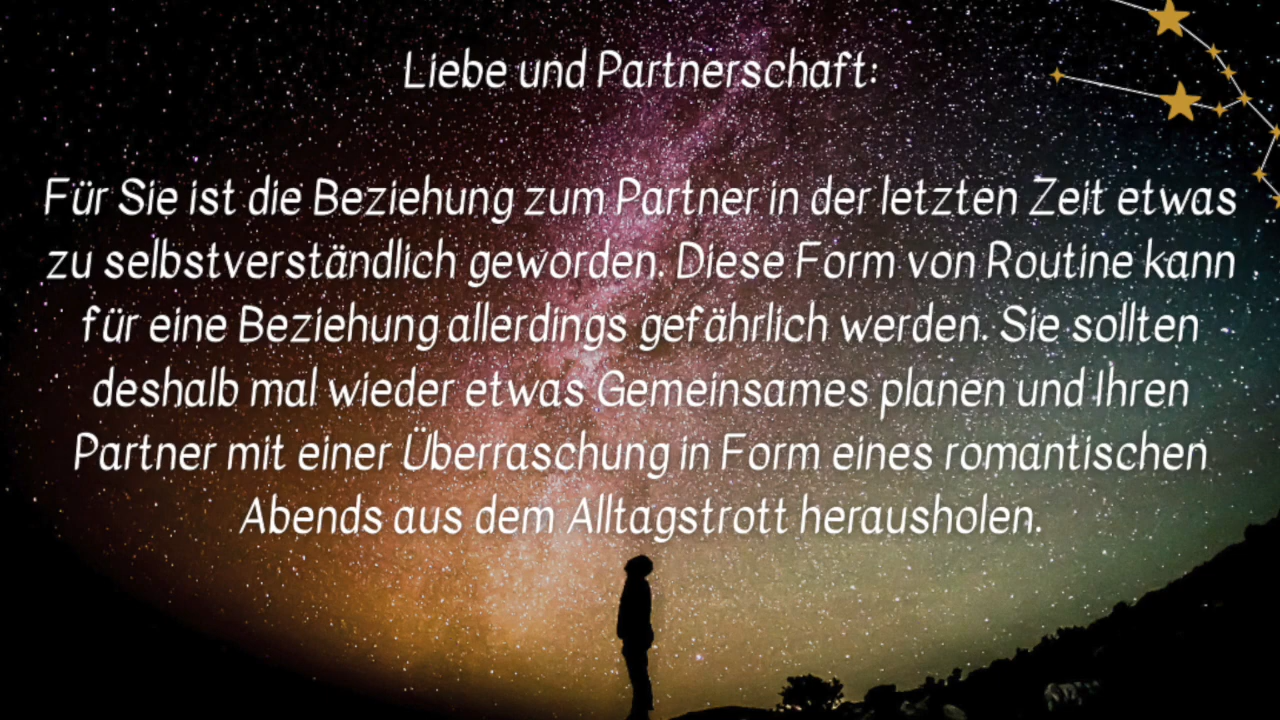 Liebe und Partnerschaft:
Für Sie ist die Beziehung zum Partner in der letzten Zeit etwas
zu selbstverständlich geworden. Diese Form von Routine kann
für eine Beziehung allerdings gefährlich werden. Sie sollten
deshalb mal wieder etwas Gemeinsames planen und Ihren
Partner mit einer Überraschung in Form eines romantischen
Abends aus dem Alltagstrott herausholen.